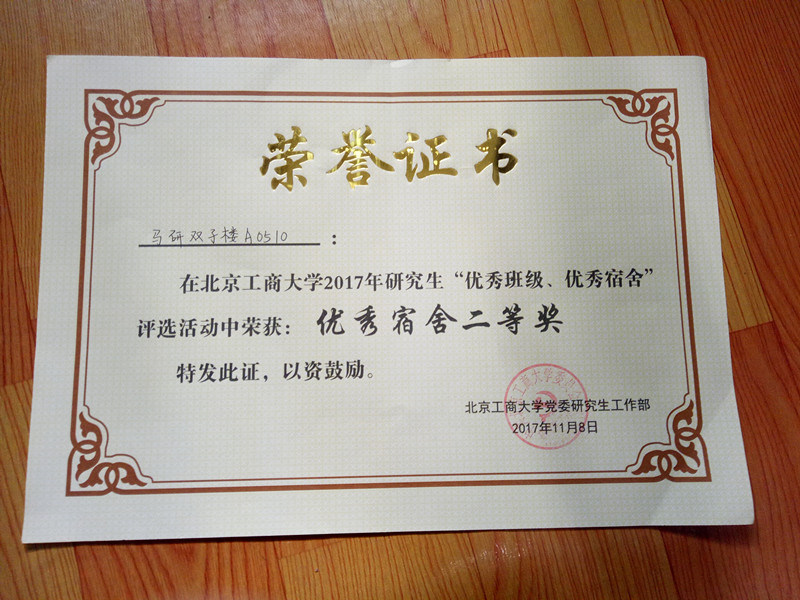 荣誉证书
马研双子楼A0510：
在北京工商大学2017年研究生“优秀班级、优秀宿舍”
评选活动中荣获：优秀宿舍二等奖
特发此证，以资鼓励。
北京工商大学党委研究生工作部
2017年11月8日